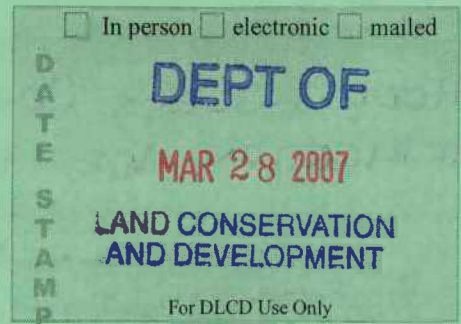 ☐ In person ☐ electronic ☐ mailed
DATE STAMP
DEPT OF
MAR 28 2007
LAND CONSERVATION
AND DEVELOPMENT
For DLCD Use Only